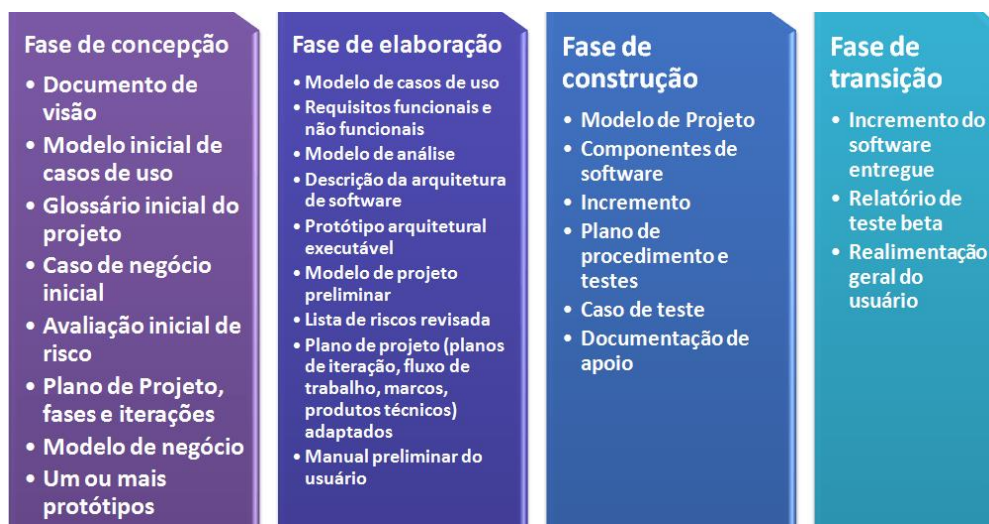 Fase de concepção
• Documento de
visão
• Modelo inicial de
casos de uso
• Glossário inicial do
projeto
• Caso de negócio
inicial
• Avaliação inicial de
risco
• Plano de Projeto,
fases e iterações
• Modelo de negócio
• Um ou mais
protótipos
Fase de elaboração
• Modelo de casos de uso
• Requisitos funcionais e
não funcionais
• Modelo de análise
• Descrição da arquitetura
de software
• Protótipo arquitetural
executável
• Modelo de projeto
preliminar
• Lista de riscos revisada
• Plano de projeto (planos
de iteração, fluxo de
trabalho, marcos,
produtos técnicos)
adaptados
• Manual preliminar do
usuário
Fase de
construção
• Modelo de Projeto
• Componentes de
software
• Incremento
• Plano de
procedimento e
testes
• Caso de teste
• Documentação de
apoio
Fase de
transição
• Incremento do
software
entregue
• Relatório de
teste beta
• Realimentação
geral do
usuário